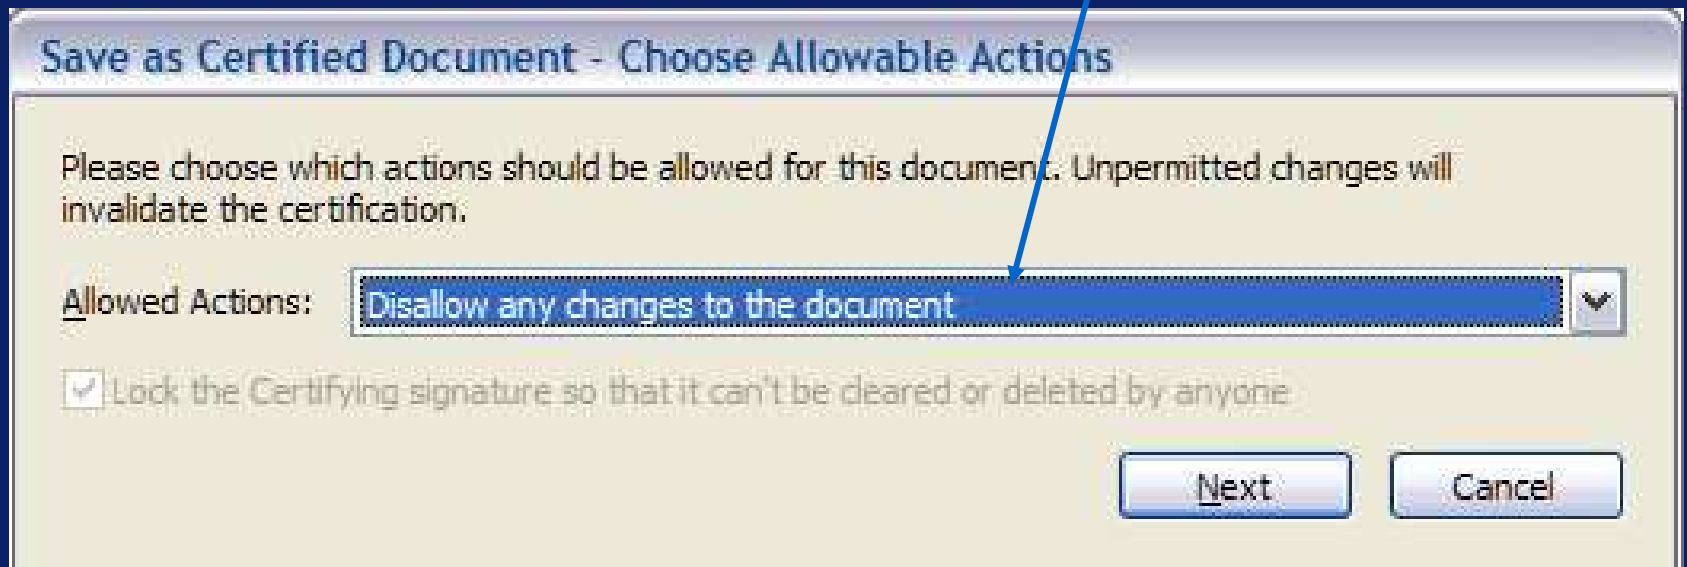 Save as Certified Document - Choose Allowable Actions
Please choose which actions should be allowed for this document. Unpermitted changes will
invalidate the certification.
Allowed Actions: Disallow any changes to the document
Lock the Certifying signature so that it can't be cleared or deleted by anyone
Next Cancel